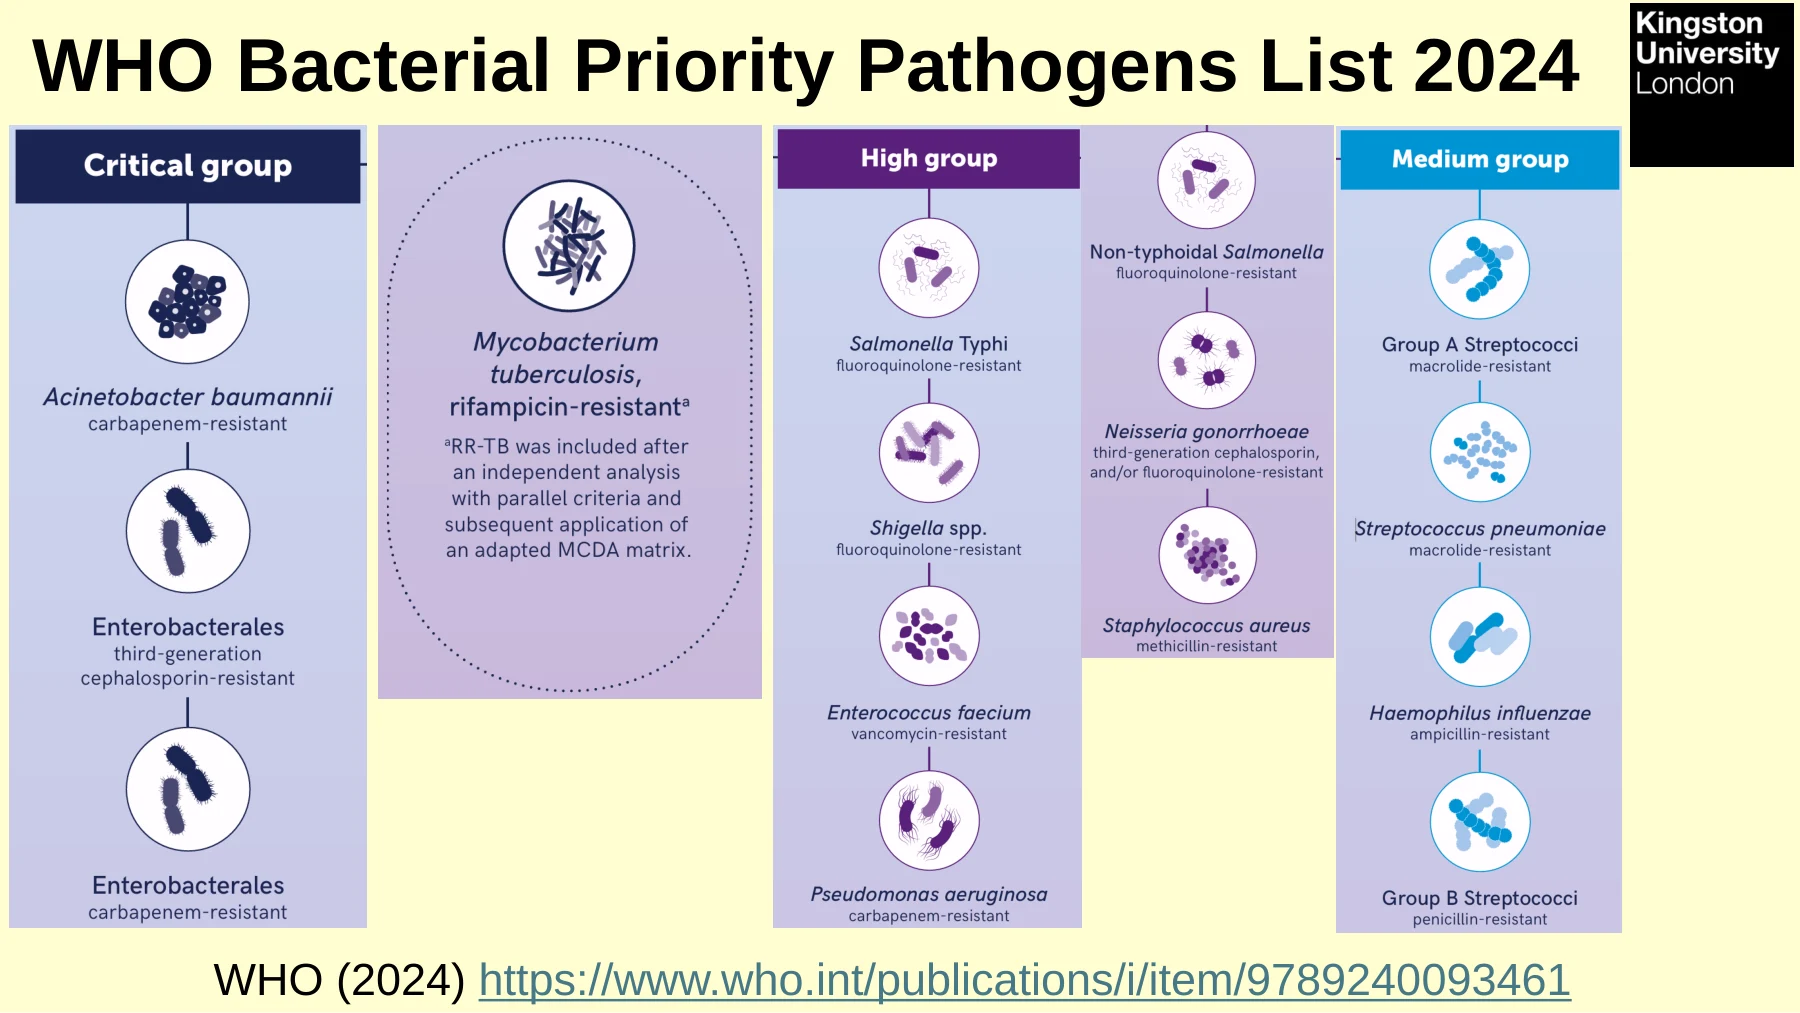 WHO Bacterial Priority Pathogens List 2024
Kingston
University
London
Critical group
Acinetobacter baumannii
carbapenem-resistant
Enterobacterales
third-generation
cephalosporin-resistant
Enterobacterales
carbapenem-resistant
Mycobacterium
tuberculosis,
rifampicin-resistantᵃ
ᵃRR-TB was included after
an independent analysis
with parallel criteria and
subsequent application of
an adapted MCDA matrix.
High group
Salmonella Typhi
fluoroquinolone-resistant
Shigella spp.
fluoroquinolone-resistant
Enterococcus faecium
vancomycin-resistant
Pseudomonas aeruginosa
carbapenem-resistant
Non-typhoidal Salmonella
fluoroquinolone-resistant
Neisseria gonorrhoeae
third-generation cephalosporin,
and/or fluoroquinolone-resistant
Staphylococcus aureus
methicillin-resistant
Medium group
Group A Streptococci
macrolide-resistant
Streptococcus pneumoniae
macrolide-resistant
Haemophilus influenzae
ampicillin-resistant
Group B Streptococci
penicillin-resistant
WHO (2024) https://www.who.int/publications/i/item/9789240093461